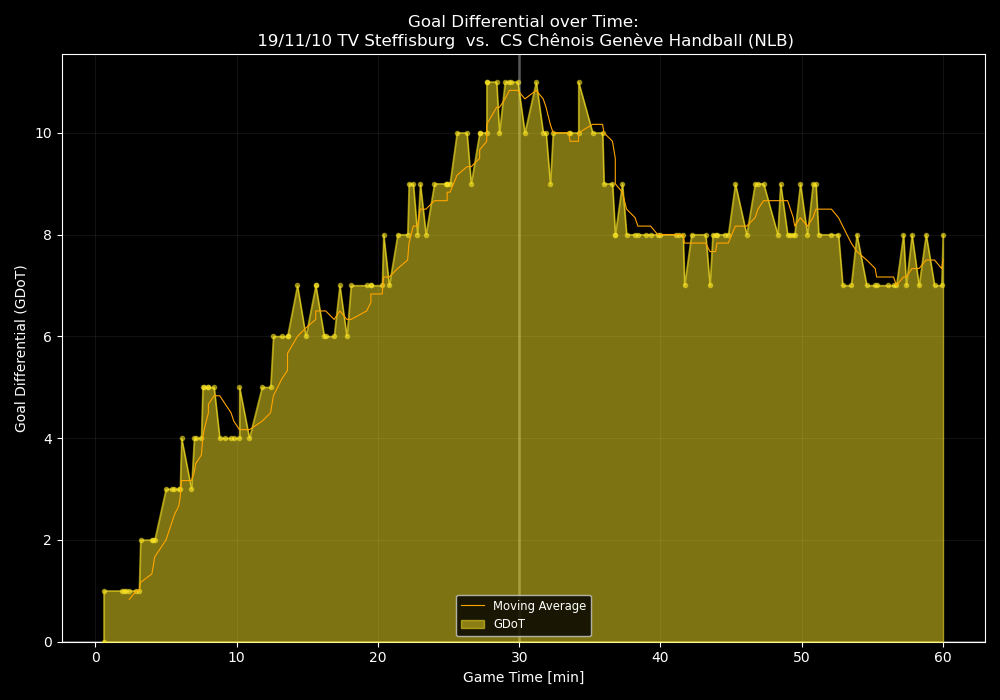 Goal Differential over Time:
19/11/10 TV Steffisburg  vs.  CS Chênois Genève Handball (NLB)
Goal Differential (GDoT)
10
8
6
4
2
0
Moving Average
GDoT
0 10 20 30 40 50 60
Game Time [min]